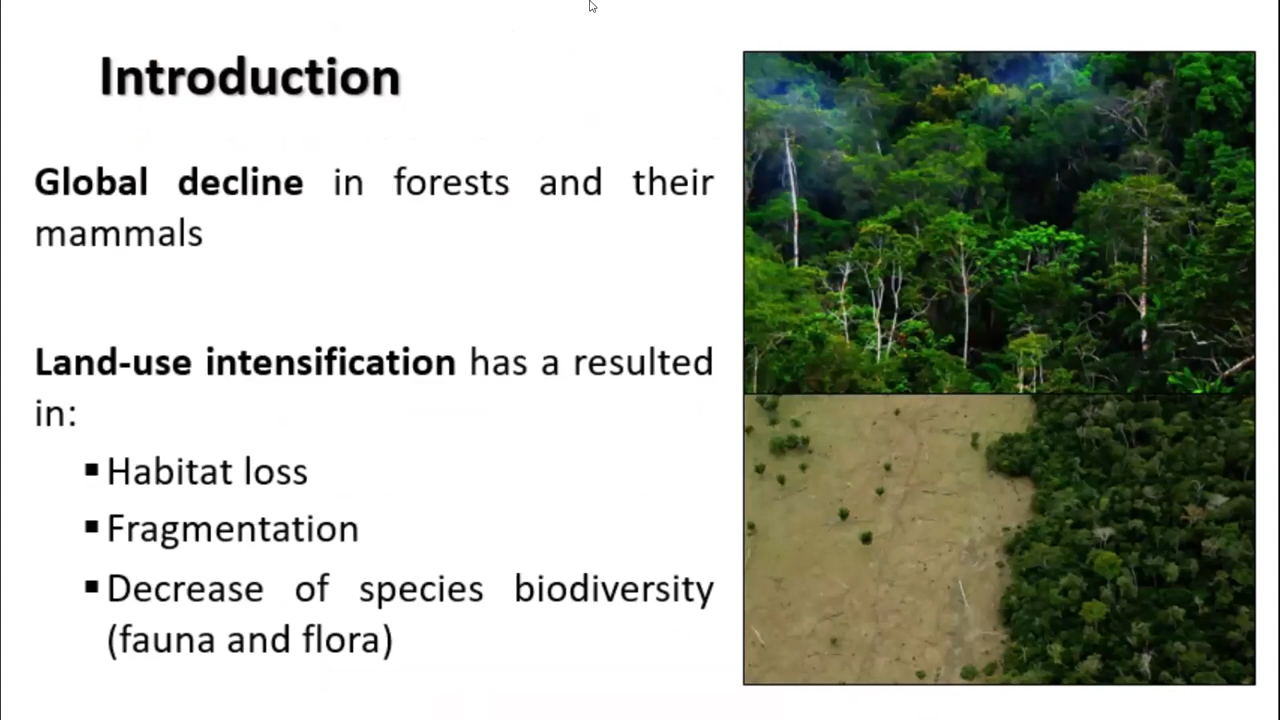 Introduction
Global decline in forests and their
mammals
Land-use intensification has a resulted
in:
▪ Habitat loss
▪ Fragmentation
▪ Decrease of species biodiversity
(fauna and flora)